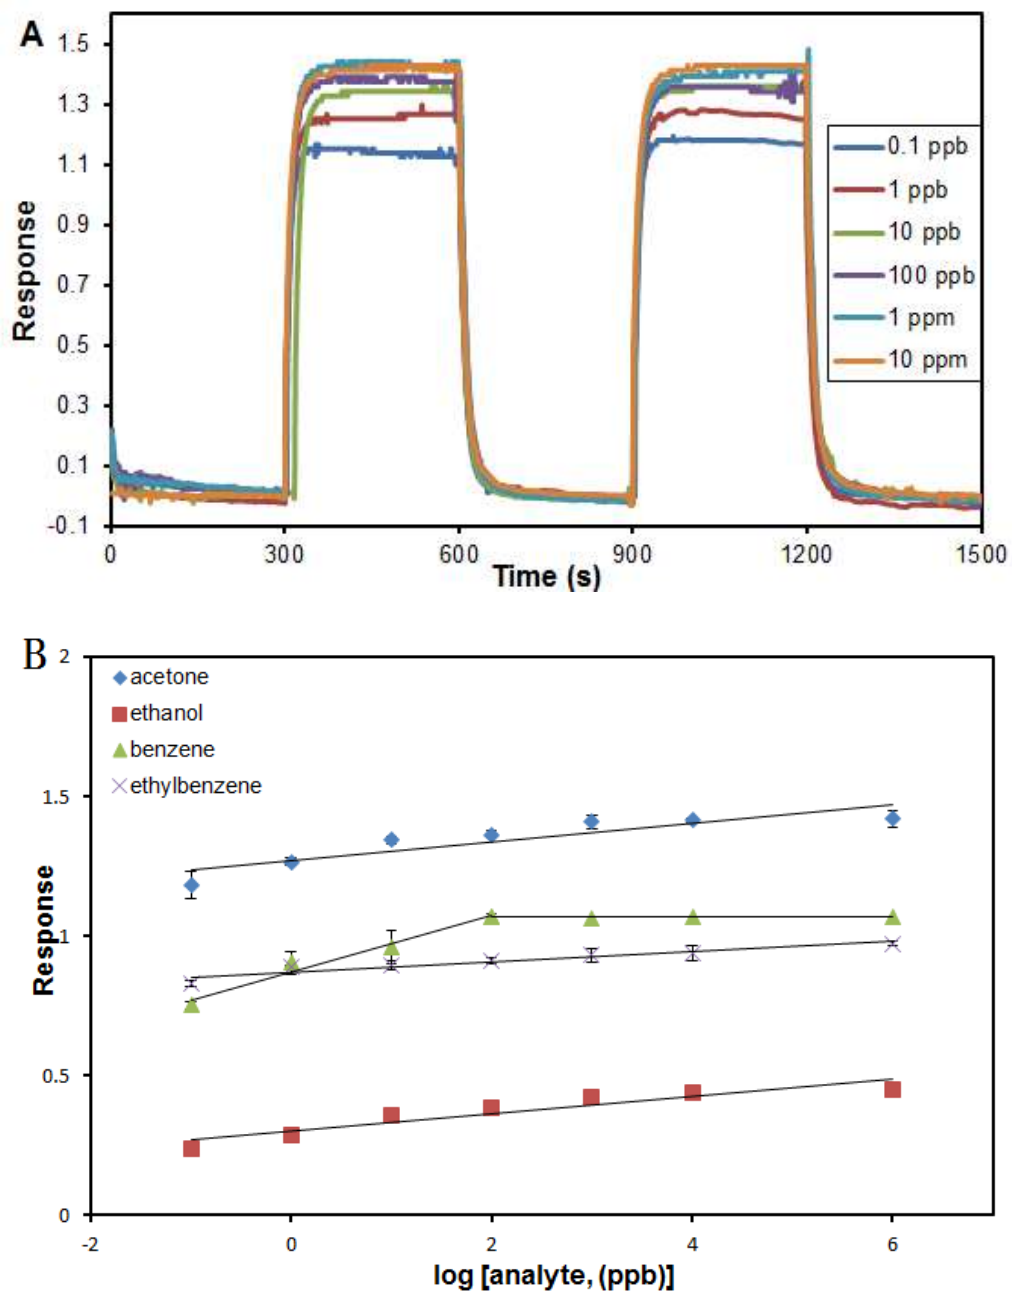 A
1.5
1.3
1.1
0.9
0.7
0.5
0.3
0.1
-0.1
Response
0.1 ppb
1 ppb
10 ppb
100 ppb
1 ppm
10 ppm
0 300 600 900 1200 1500
Time (s)
B
2
1.5
1
0.5
0
Response
acetone
ethanol
benzene
ethylbenzene
-2 0 2 4 6
log [analyte, (ppb)]